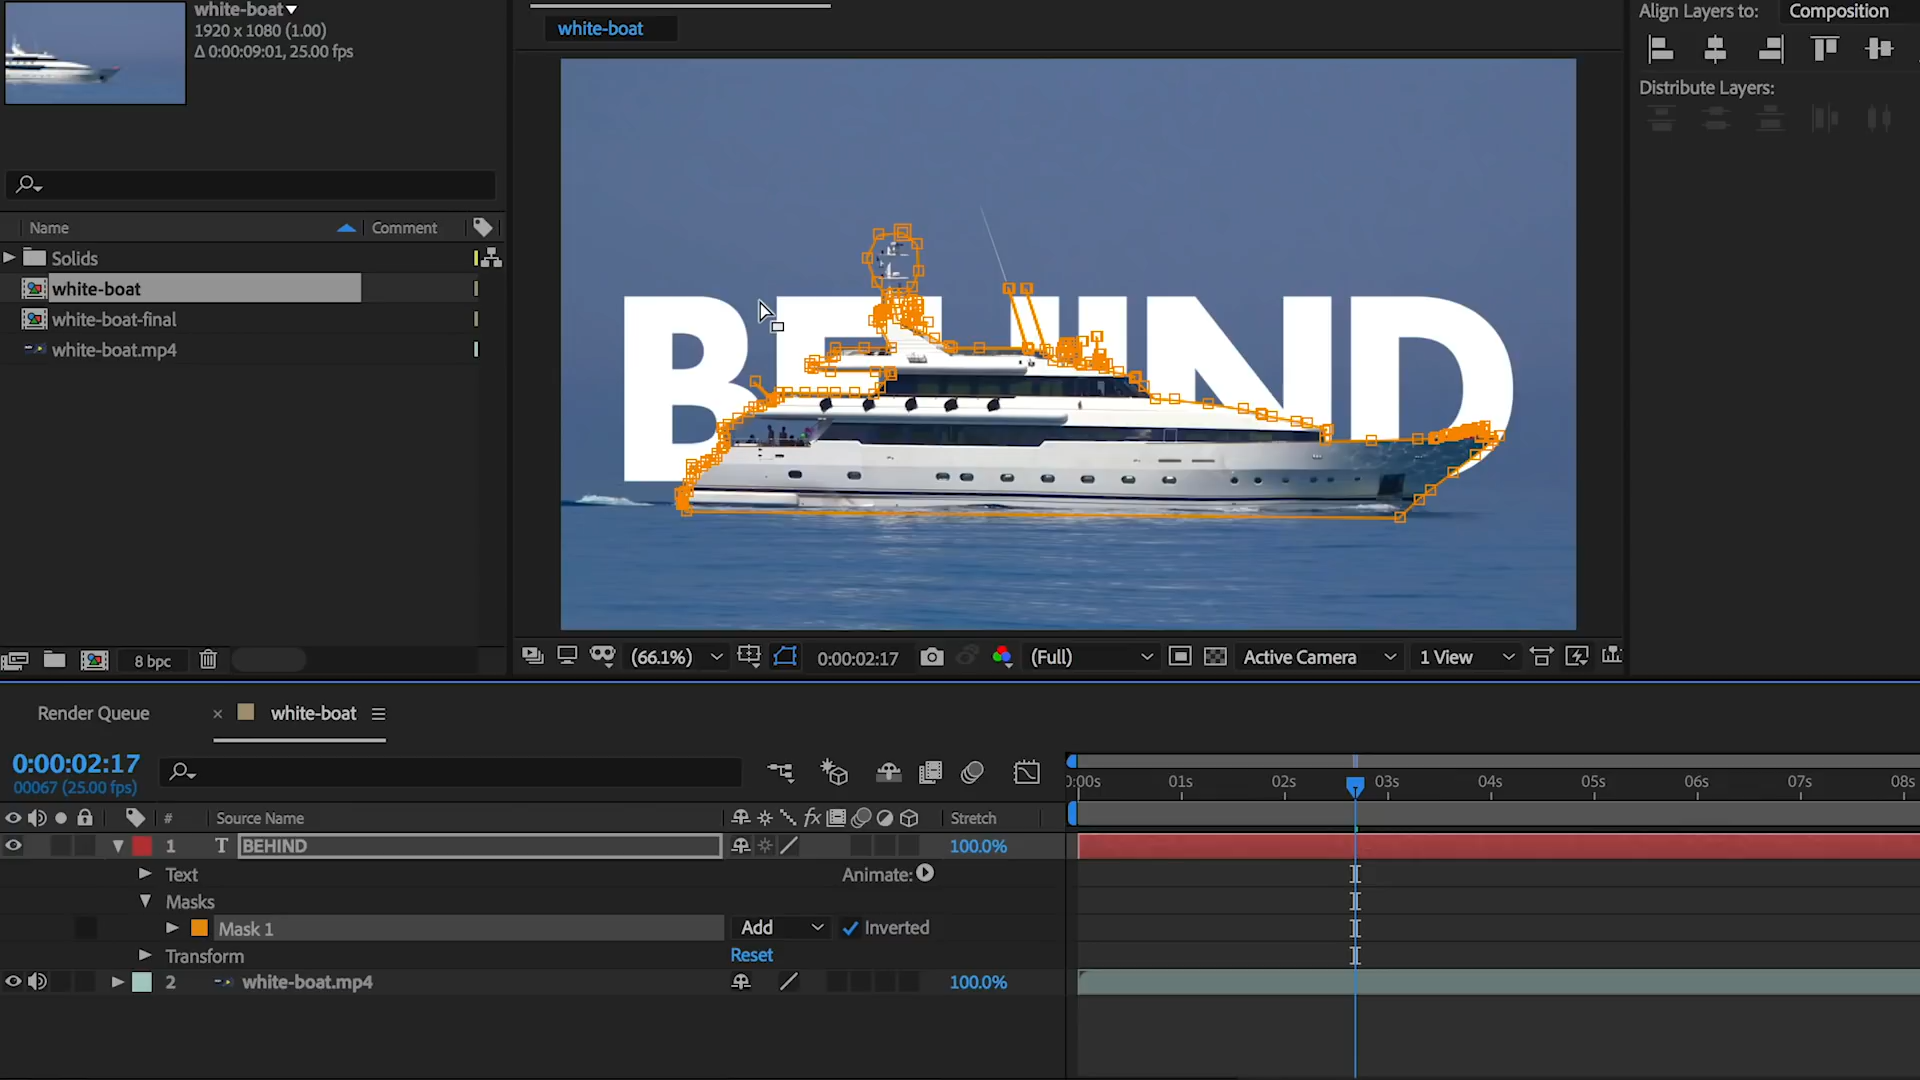 white-boat
1920 x 1080 (1.00)
Δ 0:00:09:01, 25.00 fps
Name
Comment
Solids
white-boat
white-boat-final
white-boat.mp4
8 bpc
white-boat
BEHIND
(66.1%)
0:00:02:17
(Full)
Active Camera
1 View
Align Layers to:
Composition
Distribute Layers:
Render Queue
× white-boat
0:00:02:17
00067 (25.00 fps)
0:00s 01s 02s 03s 04s 05s 06s 07s 08s
# Source Name fx Stretch
1 T BEHIND 100.0%
Text Animate:
Masks
Mask 1 Add Inverted
Transform Reset
2 white-boat.mp4 100.0%